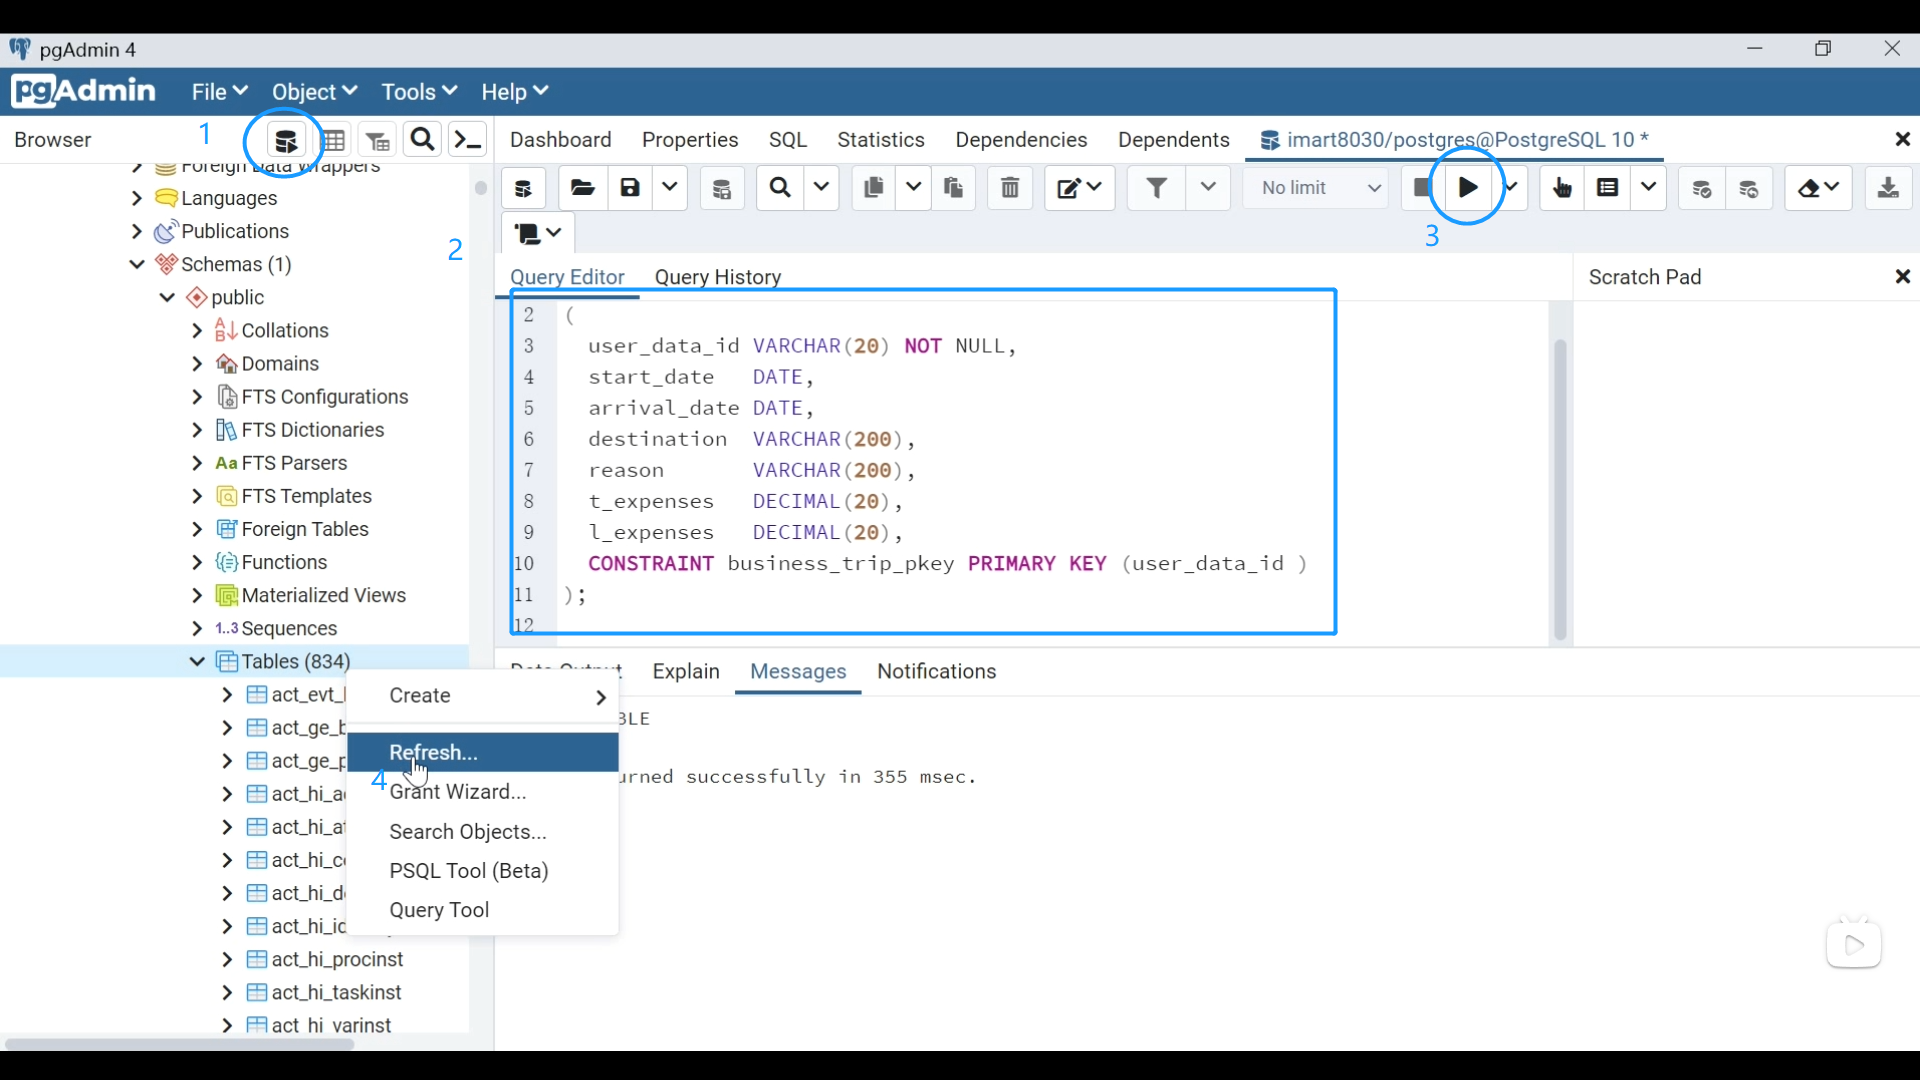 pgAdmin 4
pgAdmin File Object Tools Help
Browser
1
Dashboard Properties SQL Statistics Dependencies Dependents imart8030/postgres@PostgreSQL 10 *
Foreign Data Wrappers
Languages
Publications
Schemas (1)
public
Collations
Domains
FTS Configurations
FTS Dictionaries
Aa FTS Parsers
FTS Templates
Foreign Tables
Functions
Materialized Views
1..3 Sequences
Tables (834)
act_evt_l
act_ge_b
act_ge_p
act_hi_a
act_hi_at
act_hi_c
act_hi_d
act_hi_id
act_hi_procinst
act_hi_taskinst
act_hi_varinst
Create
Refresh...
4
Grant Wizard...
Search Objects...
PSQL Tool (Beta)
Query Tool
No limit
2
3
Query Editor Query History
Scratch Pad
2 (
3 user_data_id VARCHAR(20) NOT NULL,
4 start_date DATE,
5 arrival_date DATE,
6 destination VARCHAR(200),
7 reason VARCHAR(200),
8 t_expenses DECIMAL(20),
9 l_expenses DECIMAL(20),
10 CONSTRAINT business_trip_pkey PRIMARY KEY (user_data_id )
11 );
12
Data Output Explain Messages Notifications
BLE
urned successfully in 355 msec.